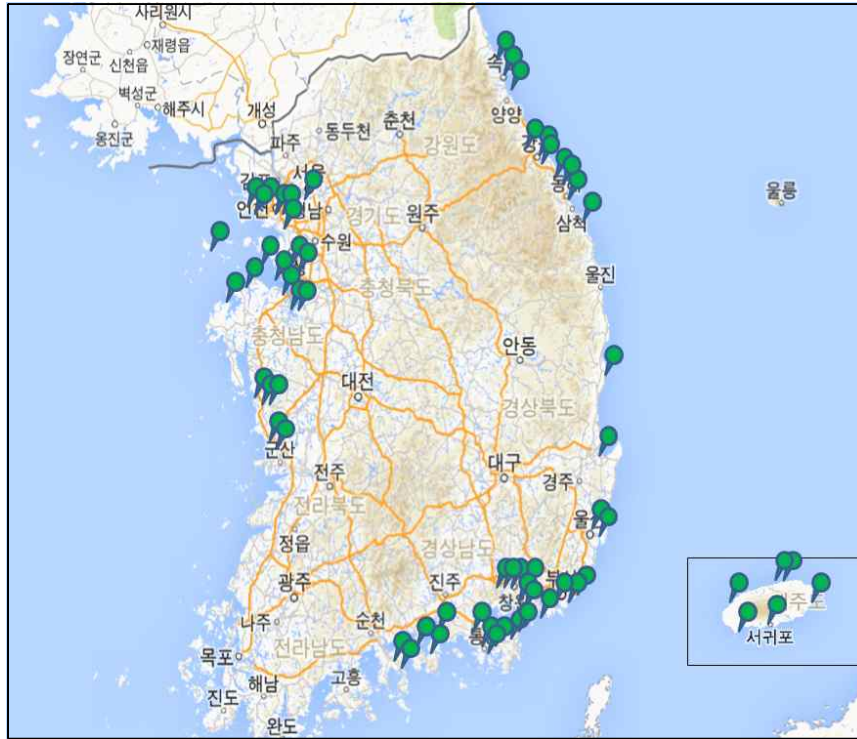 사리원시
장연군
재령읍
신천읍
벽성군
해주시
옹진군
개성
속
양양
동두천
춘천
파주
강원도
서울
인천
성남
경기도
원주
삼척
울릉
수원
울진
충청북도
충청남도
안동
대전
경상북도
군산
대구
전주
경주
전라북도
울
정읍
경상남도
광주
진주
창원
나주
순천
전라남도
목포
고흥
해남
진도
완도
서귀포